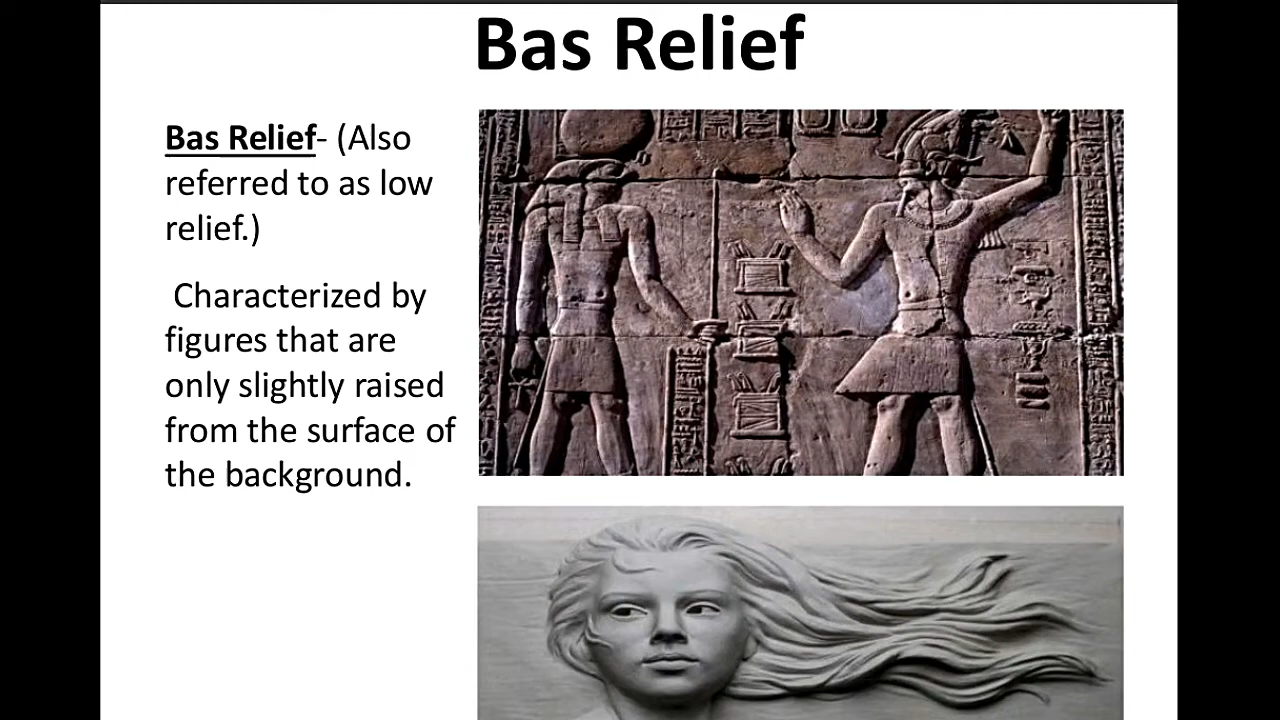 Bas Relief
Bas Relief- (Also
referred to as low
relief.)
Characterized by
figures that are
only slightly raised
from the surface of
the background.